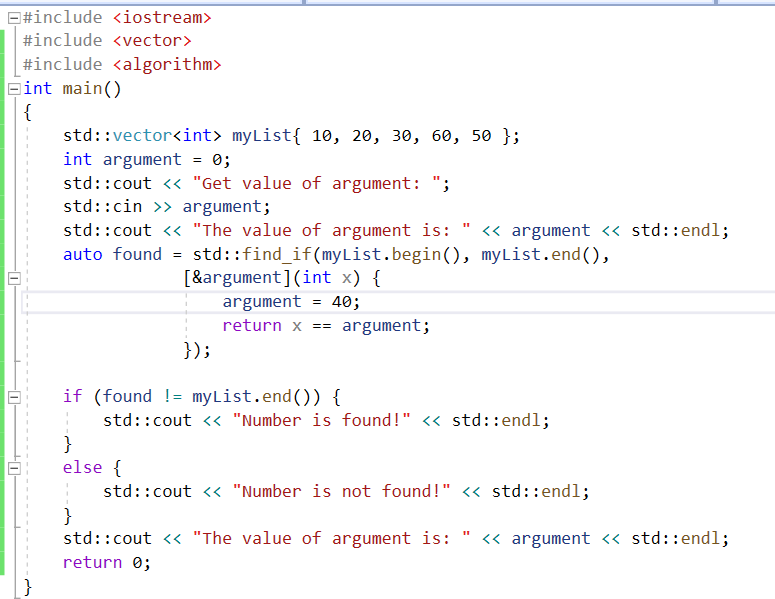 #include <iostream>
#include <vector>
#include <algorithm>
int main()
{
    std::vector<int> myList{ 10, 20, 30, 60, 50 };
    int argument = 0;
    std::cout << "Get value of argument: ";
    std::cin >> argument;
    std::cout << "The value of argument is: " << argument << std::endl;
    auto found = std::find_if(myList.begin(), myList.end(),
                [&argument](int x) {
                    argument = 40;
                    return x == argument;
                });

    if (found != myList.end()) {
        std::cout << "Number is found!" << std::endl;
    }
    else {
        std::cout << "Number is not found!" << std::endl;
    }
    std::cout << "The value of argument is: " << argument << std::endl;
    return 0;
}